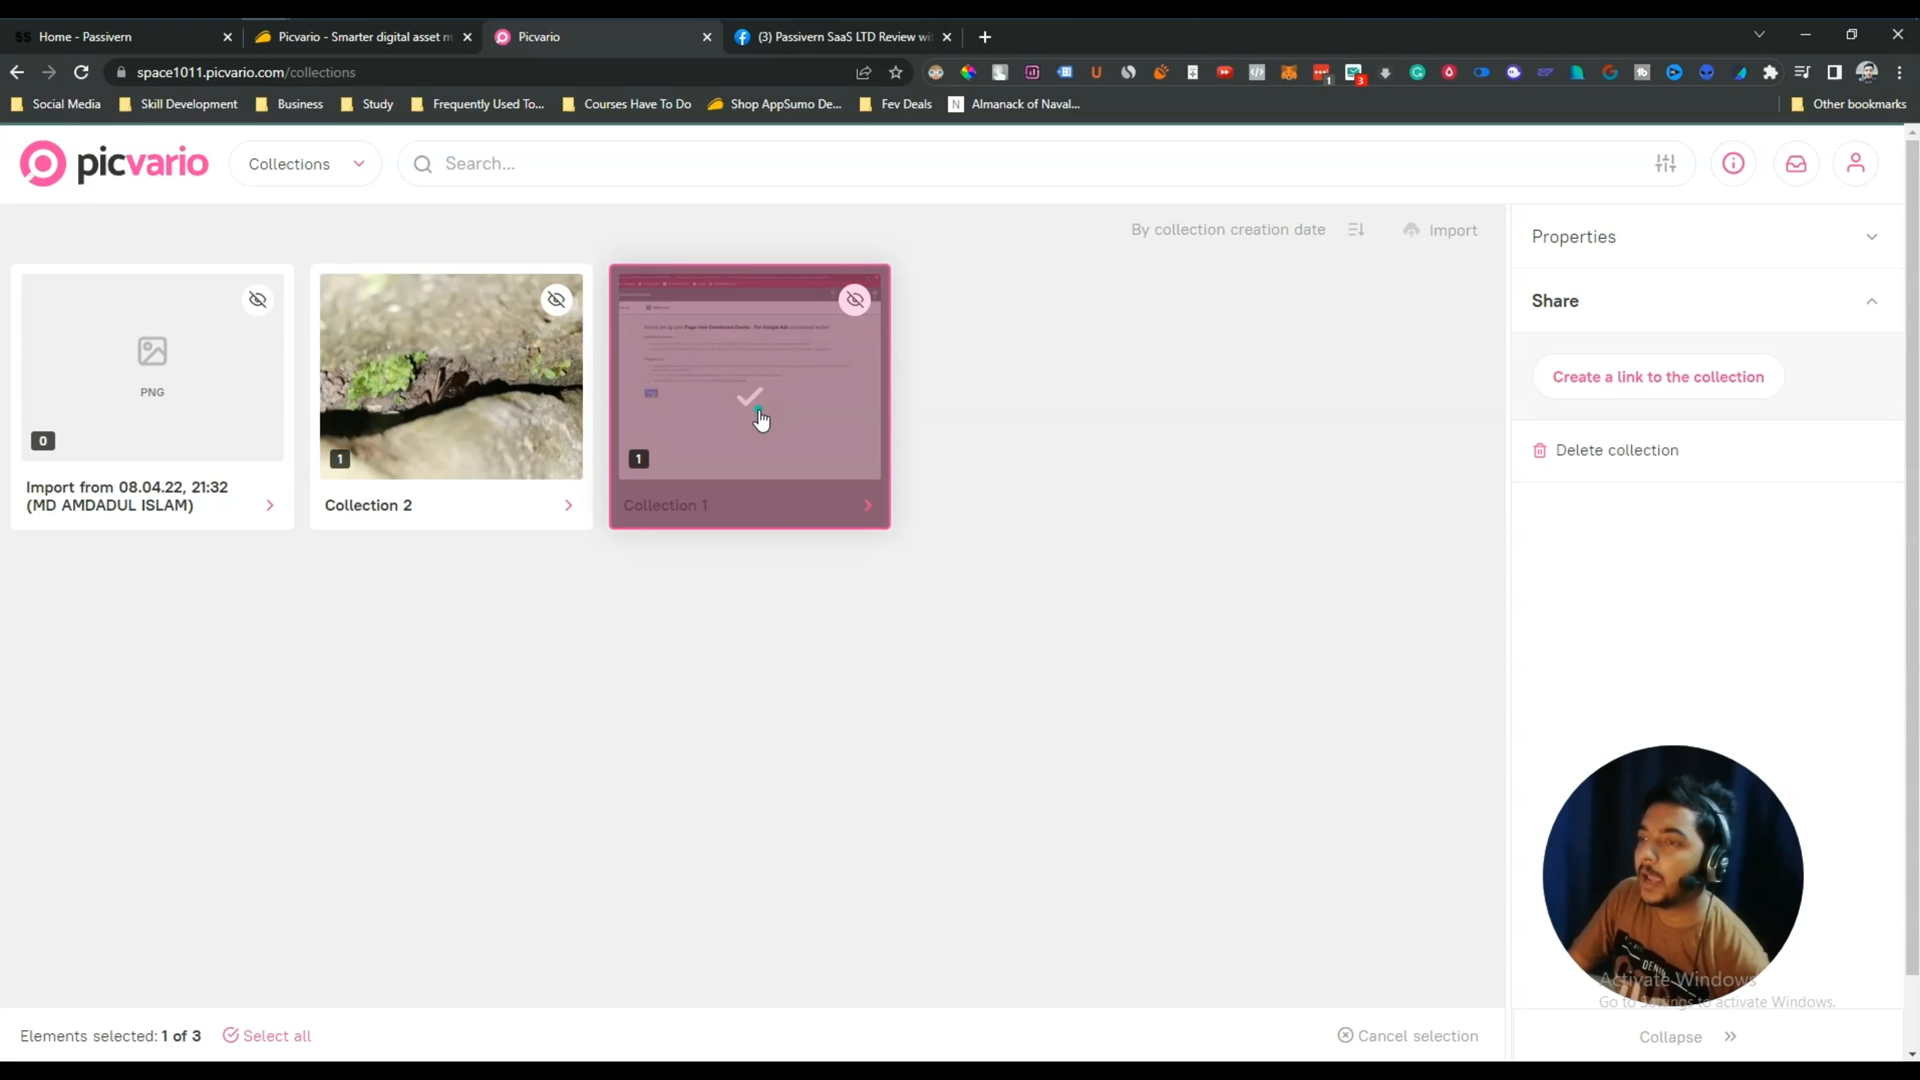 Home - Passivern
Picvario - Smarter digital asset m
Picvario
(3) Passivern SaaS LTD Review wi
space1011.picvario.com/collections
Social Media
Skill Development
Business
Study
Frequently Used To...
Courses Have To Do
Shop AppSumo De...
Fev Deals
Almanack of Naval...
Other bookmarks
picvario
Collections
Search...
By collection creation date
Import
Properties
Share
Create a link to the collection
Delete collection
PNG
0
Import from 08.04.22, 21:32
(MD AMDADUL ISLAM)
1
Collection 2
1
Collection 1
Activate Windows
Go to Settings to activate Windows.
Elements selected: 1 of 3
Select all
Cancel selection
Collapse